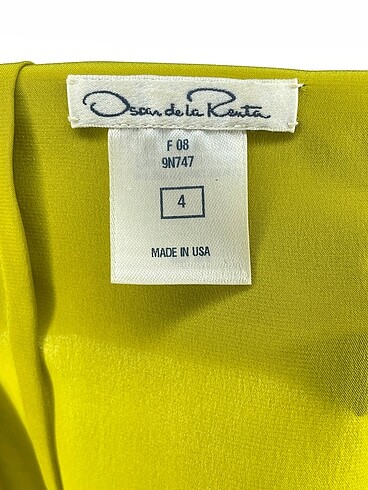 Oscar de la Renta
F 08
9N747
4
MADE IN USA